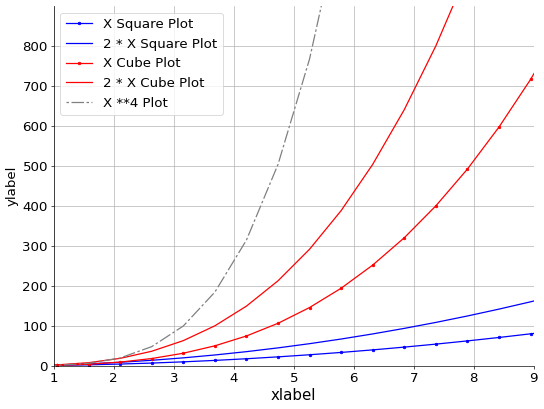 X Square Plot
2 * X Square Plot
X Cube Plot
2 * X Cube Plot
X **4 Plot
800
700
600
500
400
300
200
100
0
ylabel
1 2 3 4 5 6 7 8 9
xlabel